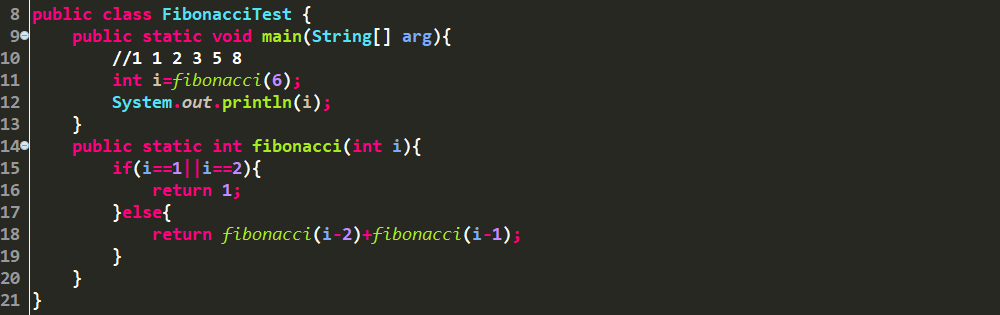 8 public class FibonacciTest {
9     public static void main(String[] arg){
10         //1 1 2 3 5 8
11         int i=fibonacci(6);
12         System.out.println(i);
13     }
14     public static int fibonacci(int i){
15         if(i==1||i==2){
16             return 1;
17         }else{
18             return fibonacci(i-2)+fibonacci(i-1);
19         }
20     }
21 }